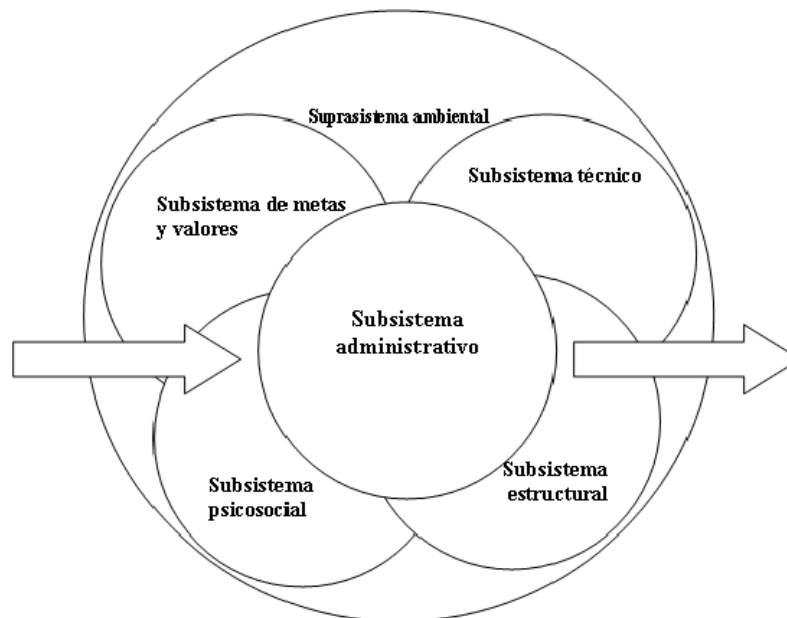 Suprasistema ambiental
Subsistema de metas
y valores
Subsistema técnico
Subsistema
administrativo
Subsistema
psicosocial
Subsistema
estructural